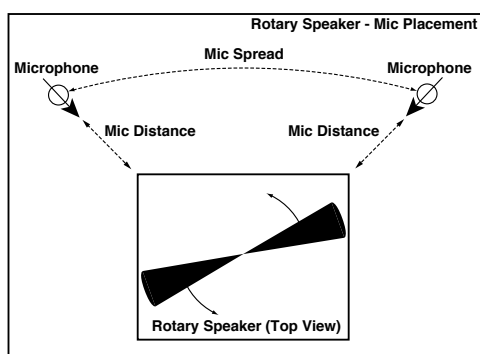 Rotary Speaker - Mic Placement
Mic Spread
Microphone
Microphone
Mic Distance
Mic Distance
Rotary Speaker (Top View)